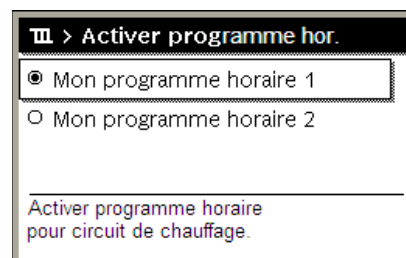 > Activer programme hor.
Mon programme horaire 1
Mon programme horaire 2
Activer programme horaire
pour circuit de chauffage.